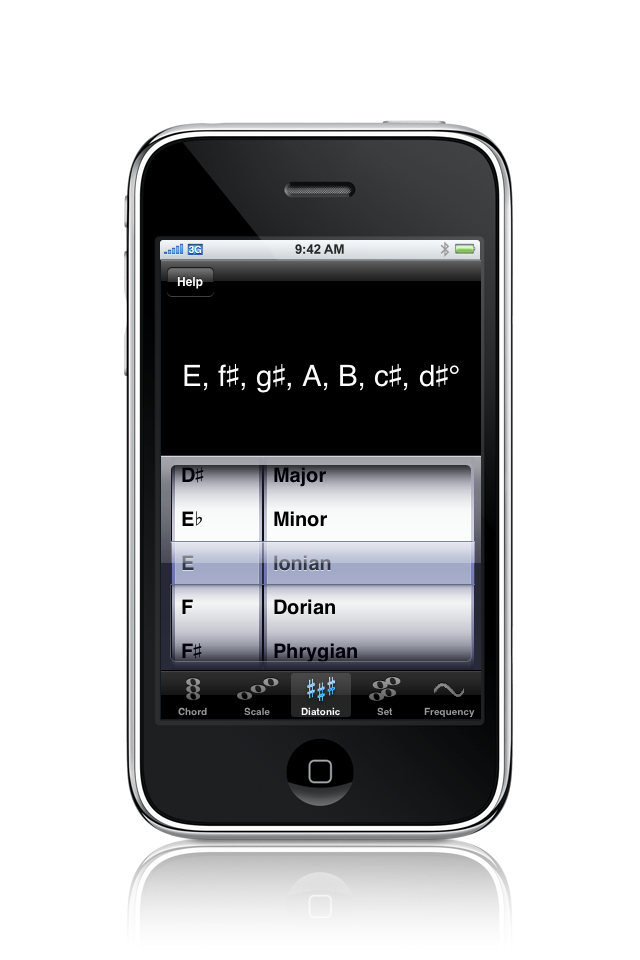 3G 9:42 AM
Help
E, f♯, g♯, A, B, c♯, d♯°
D♯ Major
E♭ Minor
E Ionian
F Dorian
F♯ Phrygian
Chord Scale Diatonic Set Frequency